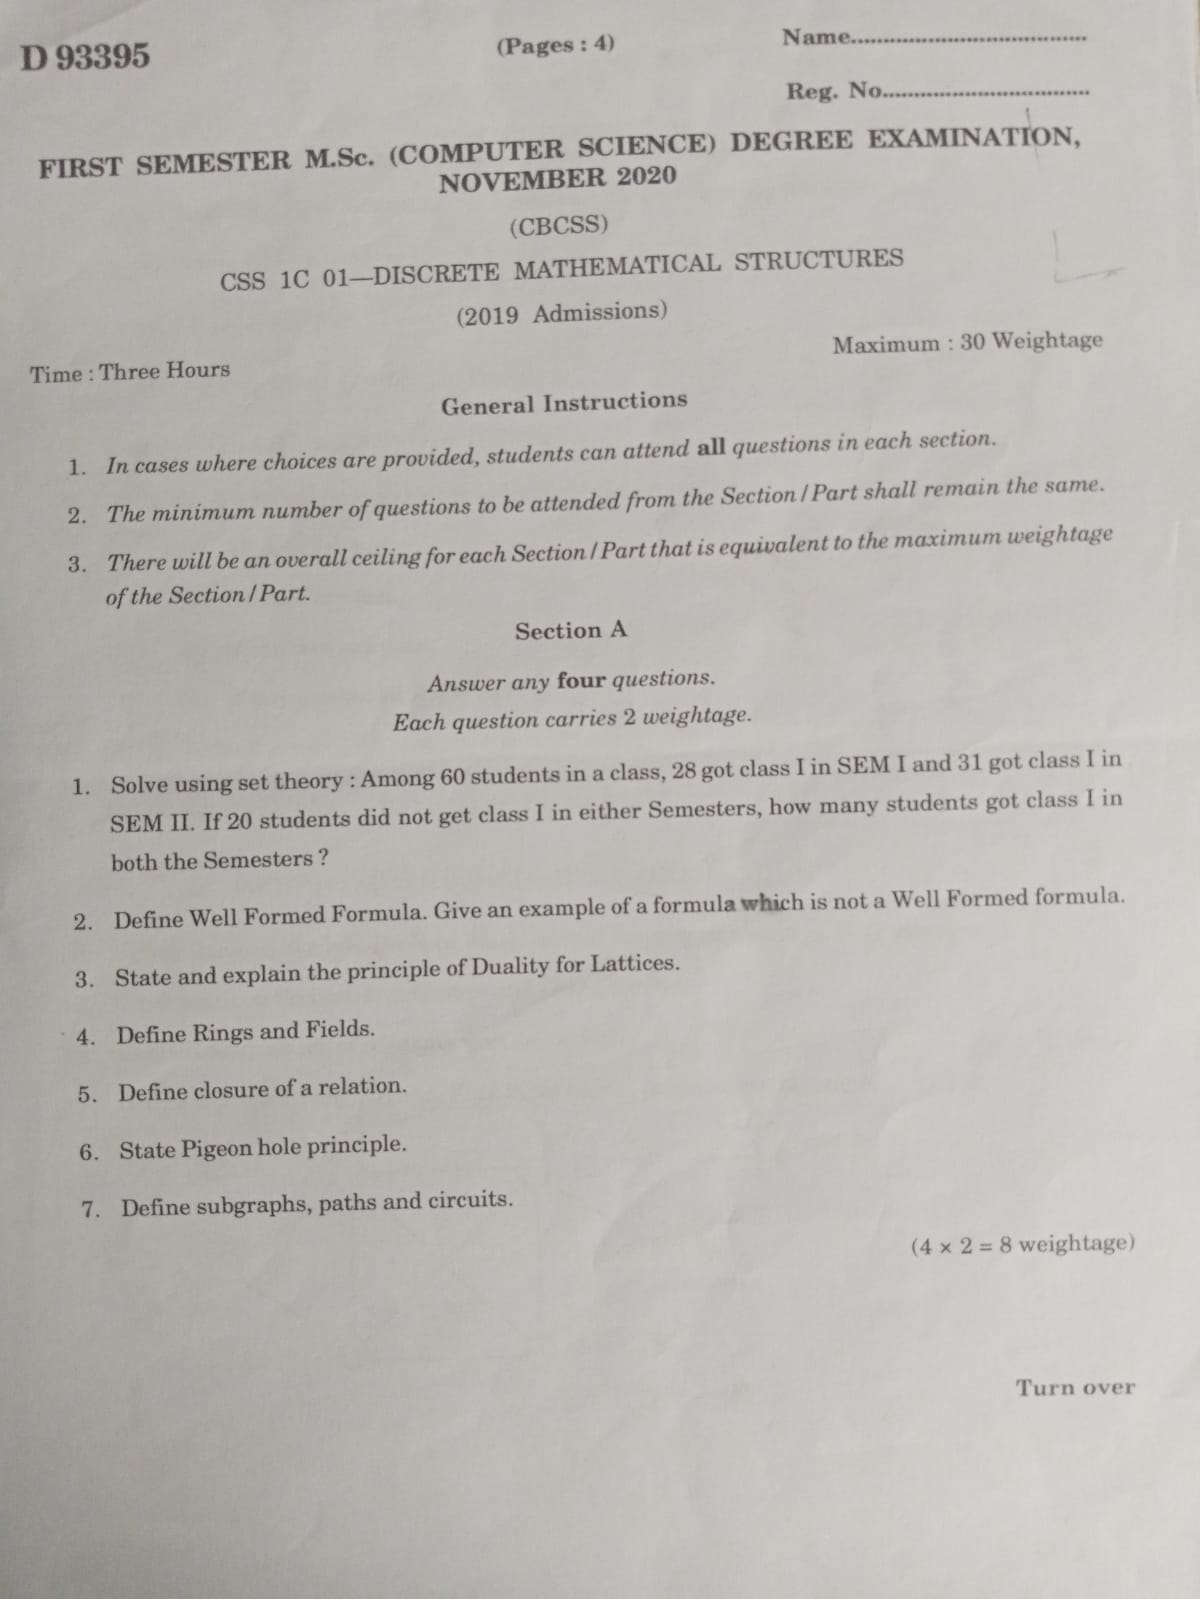 D 93395
(Pages : 4)
Name.....................................
Reg. No.................................
FIRST SEMESTER M.Sc. (COMPUTER SCIENCE) DEGREE EXAMINATION,
NOVEMBER 2020
(CBCSS)
CSS 1C 01—DISCRETE MATHEMATICAL STRUCTURES
(2019 Admissions)
Time : Three Hours
Maximum : 30 Weightage
General Instructions
1. In cases where choices are provided, students can attend all questions in each section.
2. The minimum number of questions to be attended from the Section / Part shall remain the same.
3. There will be an overall ceiling for each Section / Part that is equivalent to the maximum weightage
of the Section / Part.
Section A
Answer any four questions.
Each question carries 2 weightage.
1. Solve using set theory : Among 60 students in a class, 28 got class I in SEM I and 31 got class I in
SEM II. If 20 students did not get class I in either Semesters, how many students got class I in
both the Semesters ?
2. Define Well Formed Formula. Give an example of a formula which is not a Well Formed formula.
3. State and explain the principle of Duality for Lattices.
4. Define Rings and Fields.
5. Define closure of a relation.
6. State Pigeon hole principle.
7. Define subgraphs, paths and circuits.
(4 × 2 = 8 weightage)
Turn over